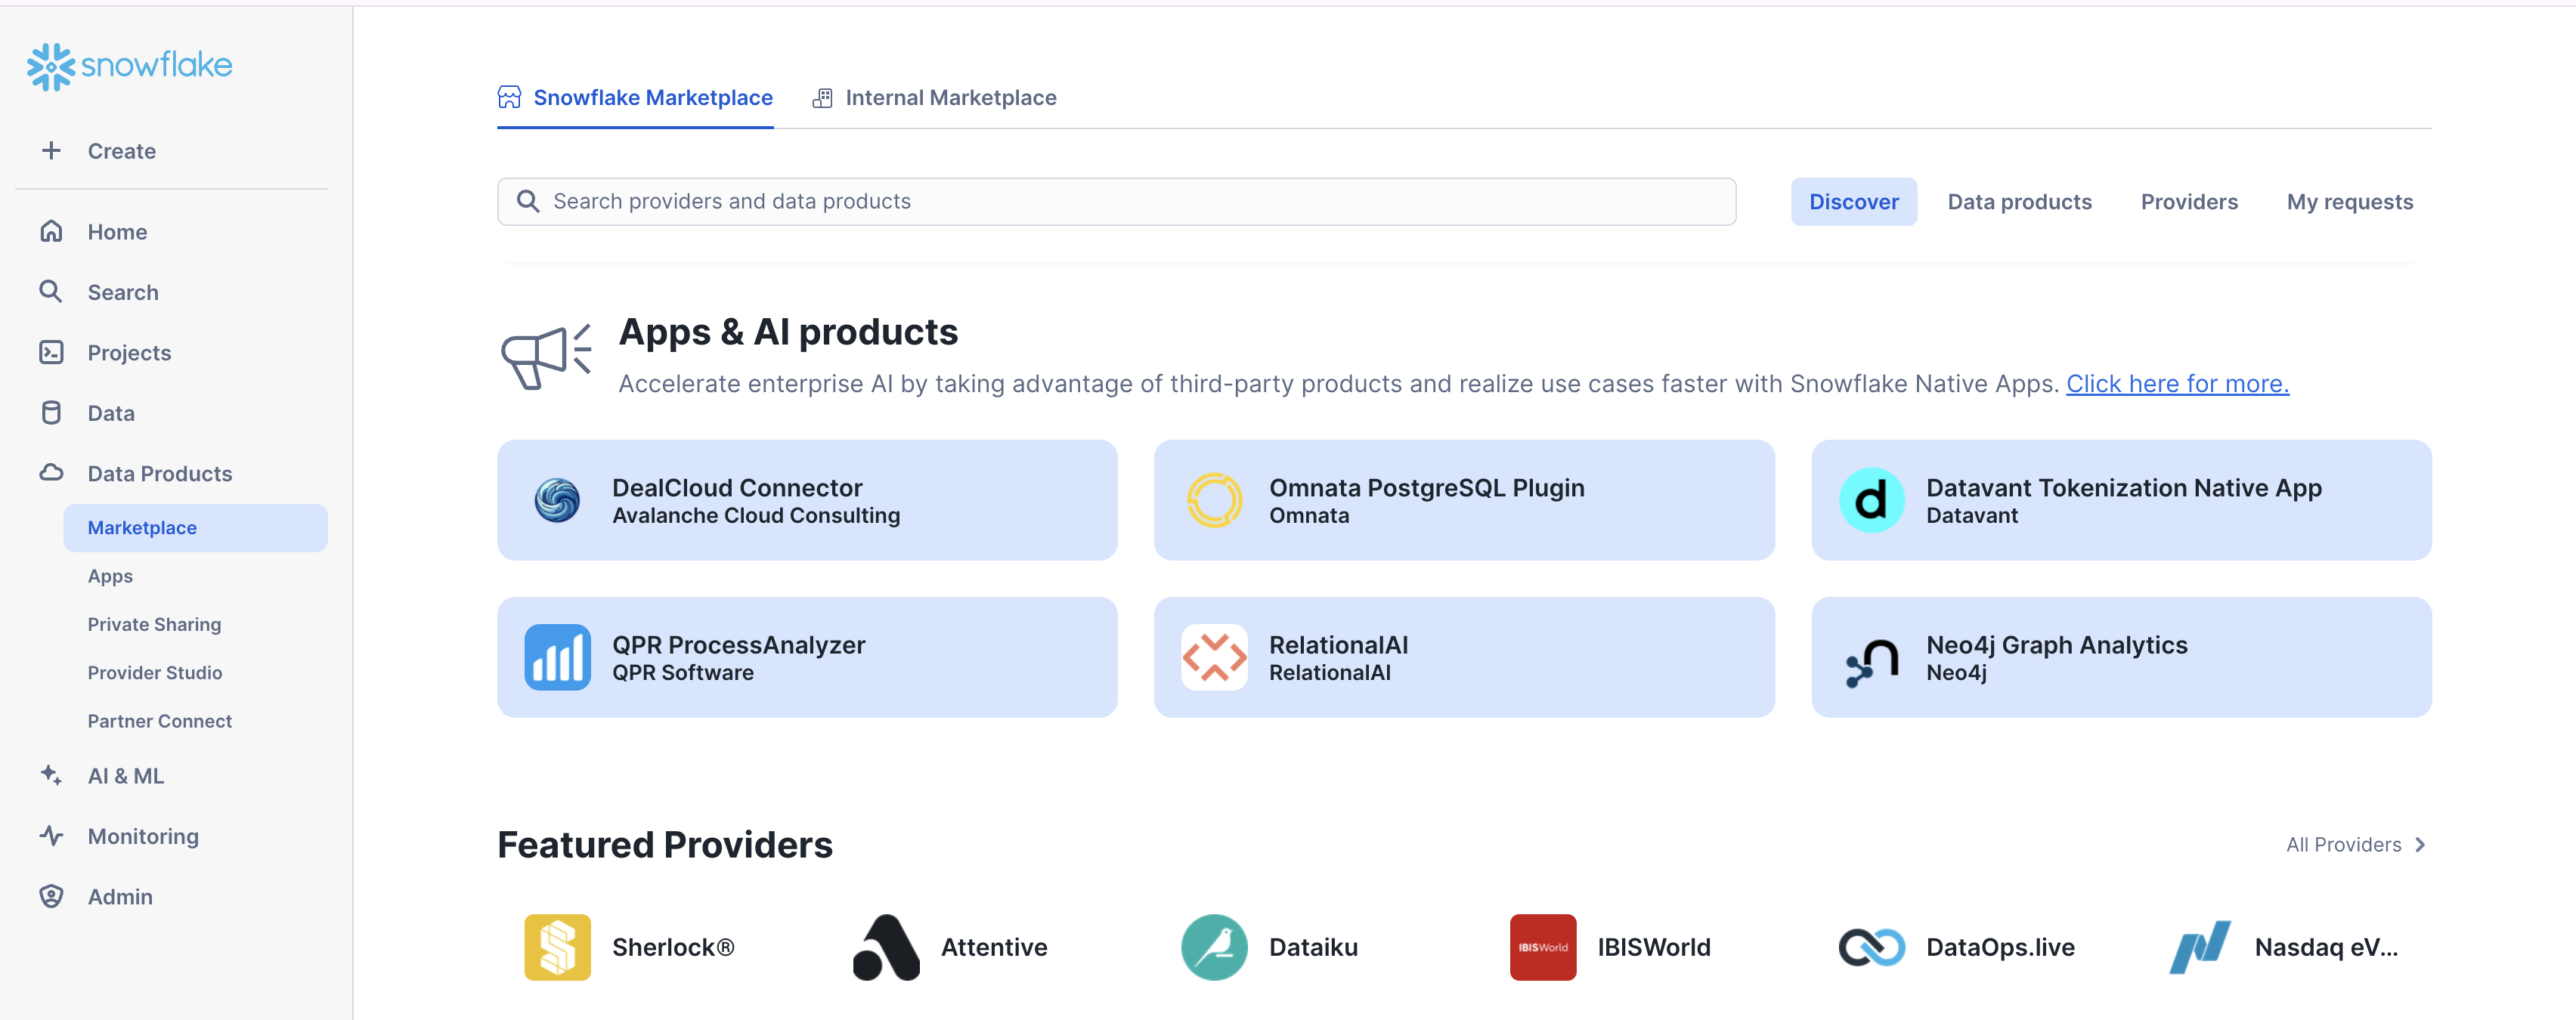 snowflake
Create
Home
Search
Projects
Data
Data Products
Marketplace
Apps
Private Sharing
Provider Studio
Partner Connect
AI & ML
Monitoring
Admin
Snowflake Marketplace
Internal Marketplace
Search providers and data products
Discover
Data products
Providers
My requests
Apps & AI products
Accelerate enterprise AI by taking advantage of third-party products and realize use cases faster with Snowflake Native Apps. Click here for more.
DealCloud Connector
Avalanche Cloud Consulting
Omnata PostgreSQL Plugin
Omnata
d
Datavant Tokenization Native App
Datavant
QPR ProcessAnalyzer
QPR Software
RelationalAI
RelationalAI
n
Neo4j Graph Analytics
Neo4j
Featured Providers
All Providers
Sherlock®
Attentive
Dataiku
IBISWorld
IBISWorld
DataOps.live
Nasdaq eV...